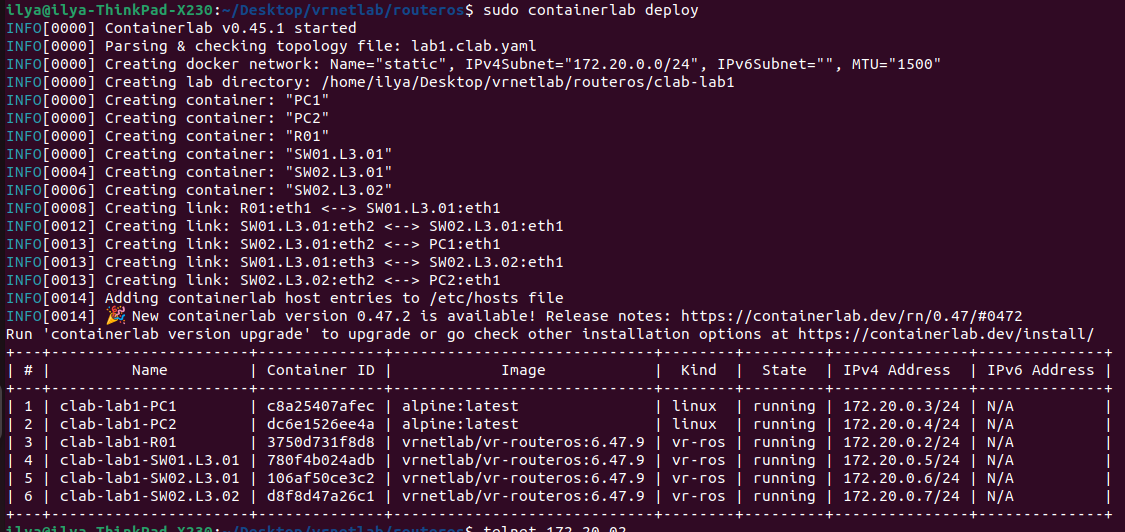 ilya@ilya-ThinkPad-X230:~/Desktop/vrnetlab/routeros$ sudo containerlab deploy
INFO[0000] Containerlab v0.45.1 started
INFO[0000] Parsing & checking topology file: lab1.clab.yaml
INFO[0000] Creating docker network: Name="static", IPv4Subnet="172.20.0.0/24", IPv6Subnet="", MTU="1500"
INFO[0000] Creating lab directory: /home/ilya/Desktop/vrnetlab/routeros/clab-lab1
INFO[0000] Creating container: "PC1"
INFO[0000] Creating container: "PC2"
INFO[0000] Creating container: "R01"
INFO[0000] Creating container: "SW01.L3.01"
INFO[0004] Creating container: "SW02.L3.01"
INFO[0006] Creating container: "SW02.L3.02"
INFO[0008] Creating link: R01:eth1 <--> SW01.L3.01:eth1
INFO[0012] Creating link: SW01.L3.01:eth2 <--> SW02.L3.01:eth1
INFO[0013] Creating link: SW02.L3.01:eth2 <--> PC1:eth1
INFO[0013] Creating link: SW01.L3.01:eth3 <--> SW02.L3.02:eth1
INFO[0013] Creating link: SW02.L3.02:eth2 <--> PC2:eth1
INFO[0014] Adding containerlab host entries to /etc/hosts file
INFO[0014] 🎉 New containerlab version 0.47.2 is available! Release notes: https://containerlab.dev/rn/0.47/#0472
Run 'containerlab version upgrade' to upgrade or go check other installation options at https://containerlab.dev/install/
+---+----------------------+--------------+--------------------------+--------+---------+---------------+--------------+
| # | Name | Container ID | Image | Kind | State | IPv4 Address | IPv6 Address |
+---+----------------------+--------------+--------------------------+--------+---------+---------------+--------------+
| 1 | clab-lab1-PC1 | c8a25407afec | alpine:latest | linux | running | 172.20.0.3/24 | N/A |
| 2 | clab-lab1-PC2 | dc6e1526ee4a | alpine:latest | linux | running | 172.20.0.4/24 | N/A |
| 3 | clab-lab1-R01 | 3750d731f8d8 | vrnetlab/vr-routeros:6.47.9 | vr-ros | running | 172.20.0.2/24 | N/A |
| 4 | clab-lab1-SW01.L3.01 | 780f4b024adb | vrnetlab/vr-routeros:6.47.9 | vr-ros | running | 172.20.0.5/24 | N/A |
| 5 | clab-lab1-SW02.L3.01 | 106af50ce3c2 | vrnetlab/vr-routeros:6.47.9 | vr-ros | running | 172.20.0.6/24 | N/A |
| 6 | clab-lab1-SW02.L3.02 | d8f8d47a26c1 | vrnetlab/vr-routeros:6.47.9 | vr-ros | running | 172.20.0.7/24 | N/A |
+---+----------------------+--------------+--------------------------+--------+---------+---------------+--------------+
ilya@ilya-ThinkPad-X230:~/Desktop/vrnetlab/routeros$ telnet 172.20.02